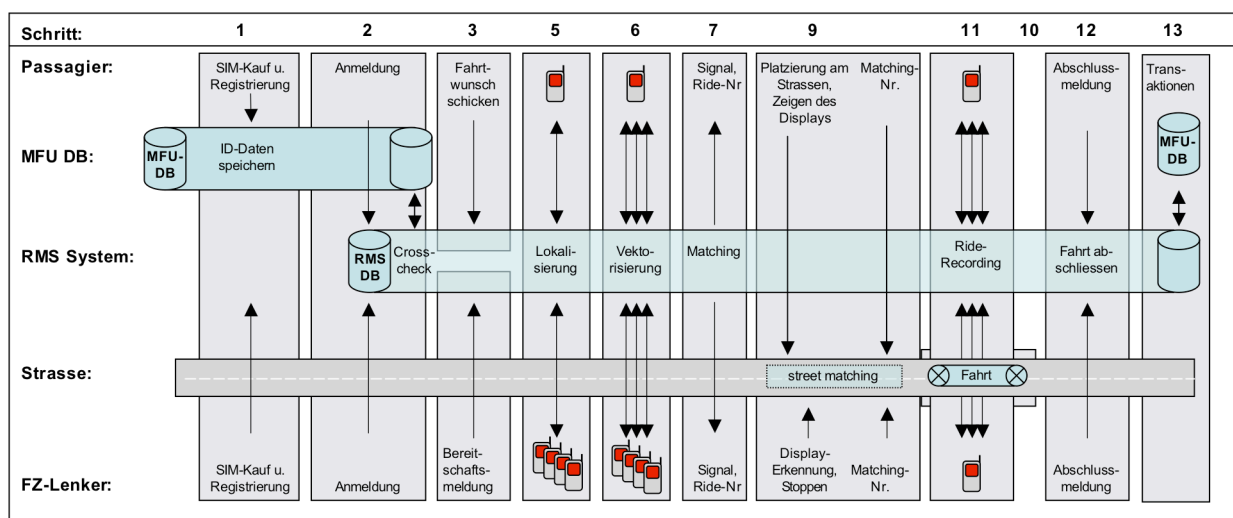 Schritt: 1 2 3 5 6 7 9 11 10 12 13
Passagier:
SIM-Kauf u.
Registrierung
Anmeldung
Fahrt-
wunsch
schicken
Signal,
Ride-Nr
Platzierung am
Strassen,
Zeigen des
Displays
Matching-
Nr.
Abschluss-
meldung
Trans-
aktionen
MFU DB:
MFU-
DB
ID-Daten
speichern
MFU-
DB
RMS System:
RMS
DB
Cross-
check
Lokali-
sierung
Vekto-
risierung
Matching
Ride-
Recording
Fahrt ab-
schliessen
Strasse:
street matching
Fahrt
FZ-Lenker:
SIM-Kauf u.
Registrierung
Anmeldung
Bereit-
schafts-
meldung
Signal,
Ride-Nr
Display-
Erkennung,
Stoppen
Matching-
Nr.
Abschluss-
meldung